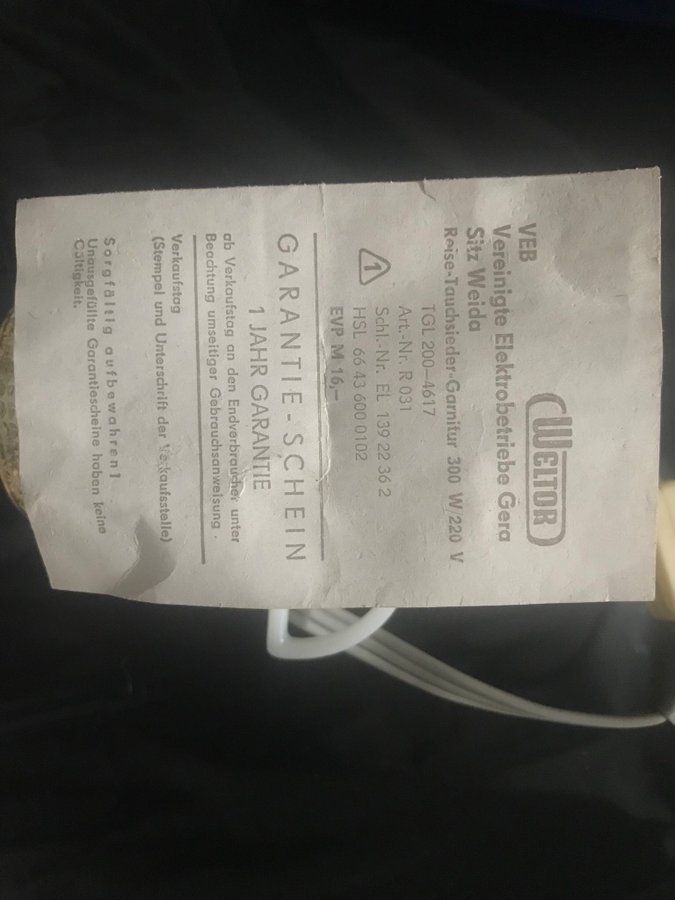 WELTOR
VEB
Vereinigte Elektrobetriebe Gera
Sitz Weida
Reise-Tauchsieder-Garnitur 300 W/220 V
TGL 200–4617
Art.-Nr. R 031
1
Schl.-Nr. EL 139 22 36 2
HSL 66 43 600 0102
EVP M 16,–
GARANTIE-SCHEIN
1 JAHR GARANTIE
ab Verkaufstag an den Endverbraucher unter
Beachtung umseitiger Gebrauchsanweisung.
Verkaufstag
(Stempel und Unterschrift der Verkaufsstelle)
Sorgfältig aufbewahren!
Unausgefüllte Garantiescheine haben keine
Gültigkeit.